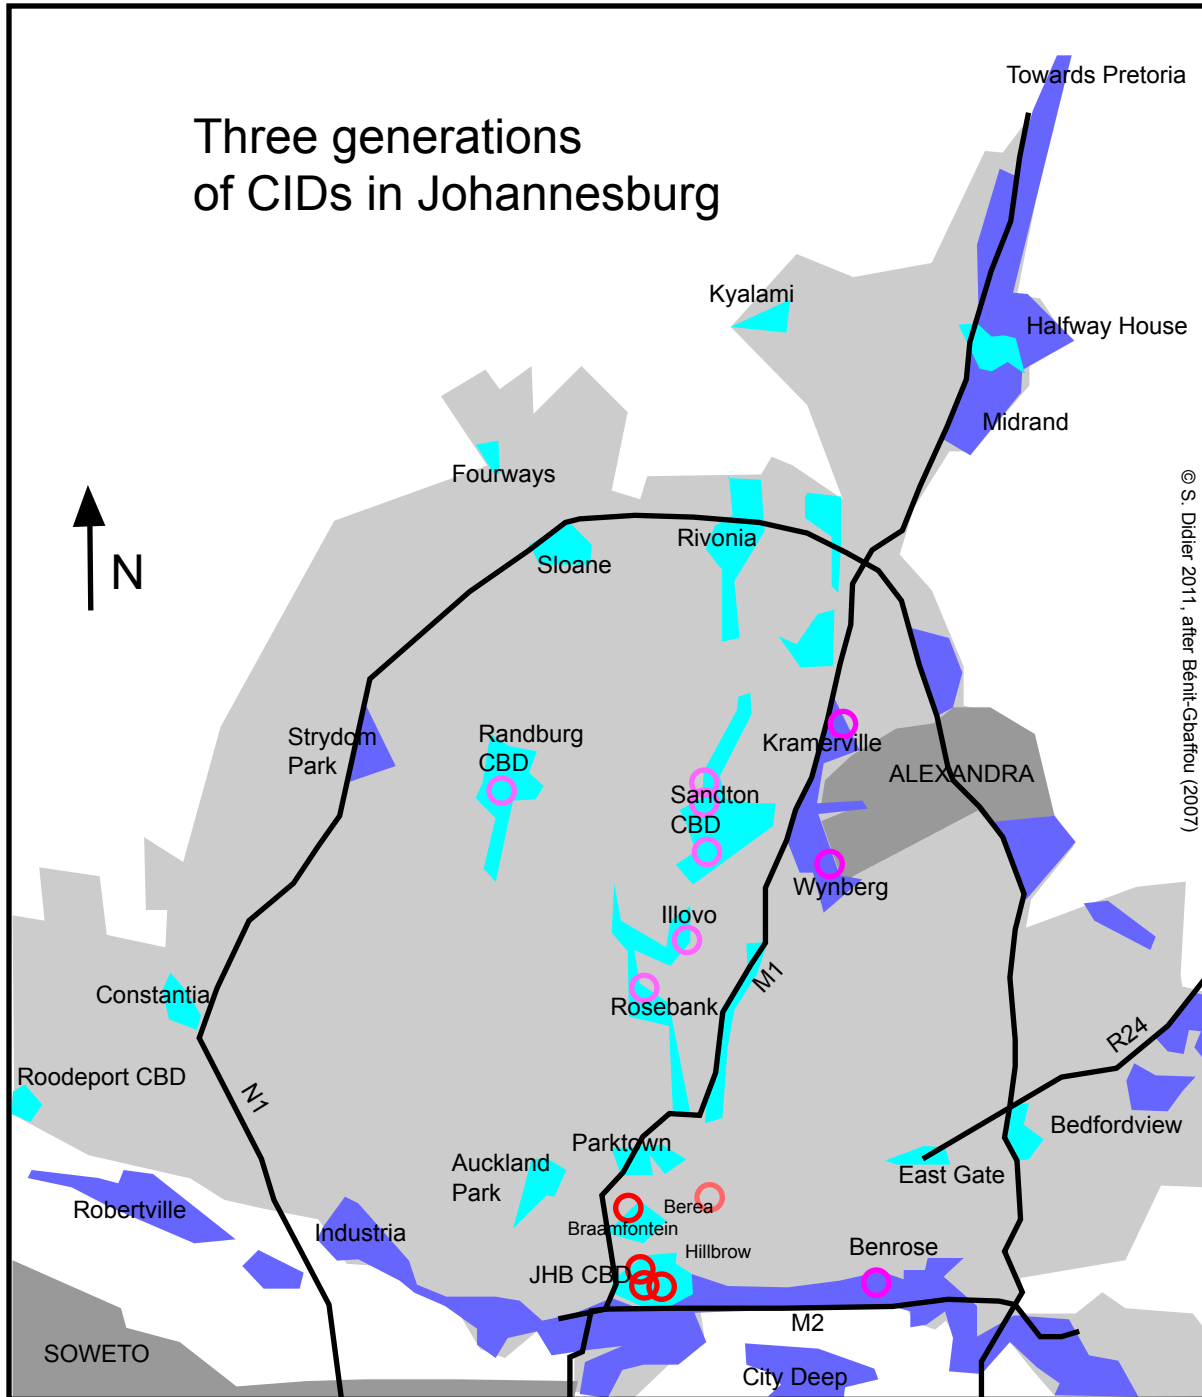 Towards Pretoria
Three generations
of CIDs in Johannesburg
Kyalami
Halfway House
Midrand
Fourways
© S. Didier 2011, after Bénit-Gbaffou (2007)
Rivonia
Sloane
N
Strydom
Park
Randburg
CBD
Kramerville
ALEXANDRA
Sandton
CBD
Wynberg
Illovo
M1
Constantia
Rosebank
R24
Roodeport CBD
N1
Bedfordview
Parktown
Auckland
Park
East Gate
Robertville
Berea
Braamfontein
Industria
Hillbrow
Benrose
JHB CBD
M2
SOWETO
City Deep